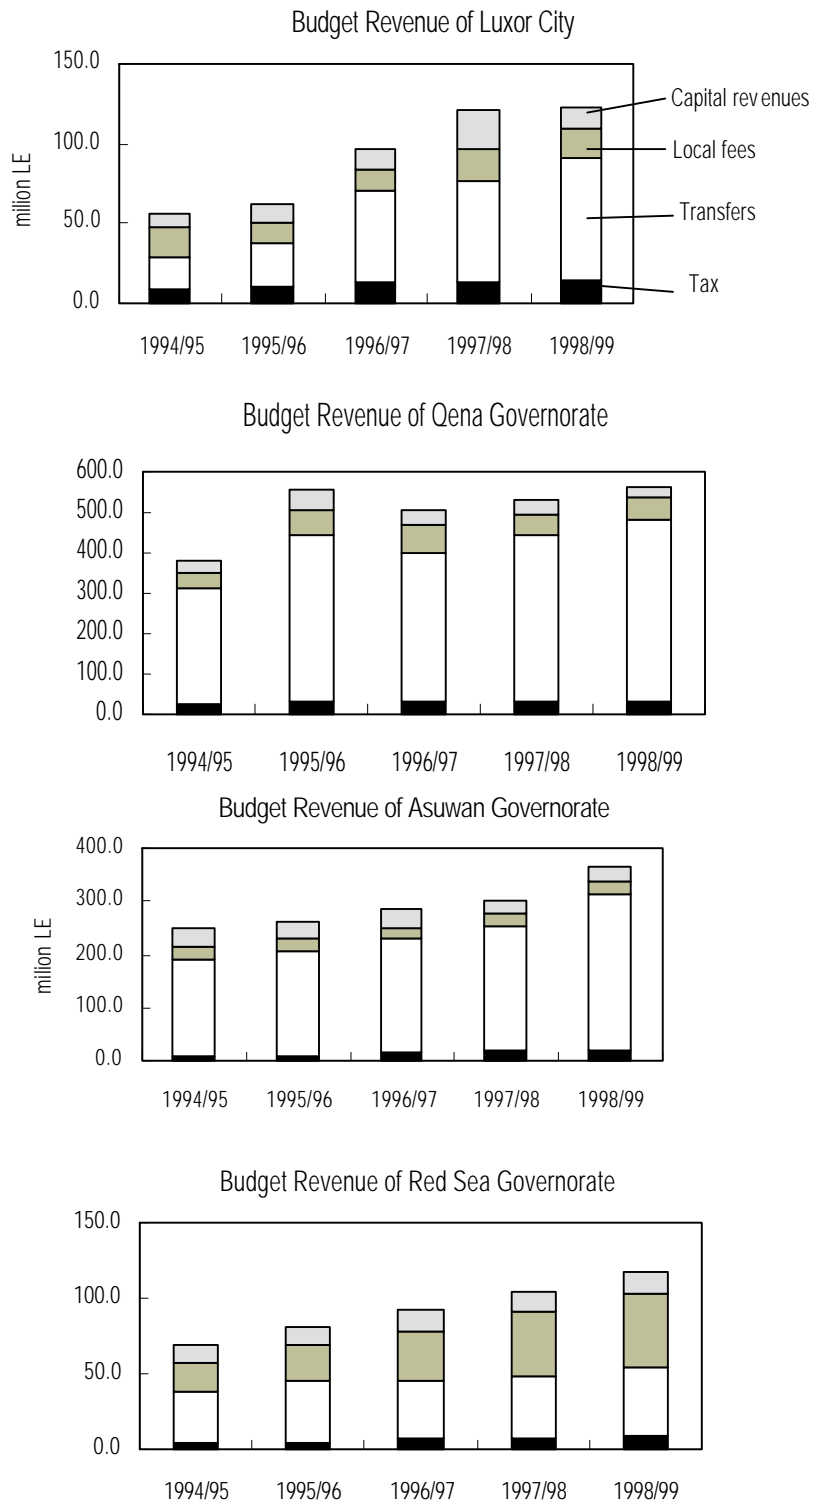 Budget Revenue of Luxor City
150.0
100.0
50.0
0.0
milion LE
Capital revenues
Local fees
Transfers
Tax
1994/95 1995/96 1996/97 1997/98 1998/99
Budget Revenue of Qena Governorate
600.0
500.0
400.0
300.0
200.0
100.0
0.0
1994/95 1995/96 1996/97 1997/98 1998/99
Budget Revenue of Asuwan Governorate
400.0
300.0
200.0
100.0
0.0
milion LE
1994/95 1995/96 1996/97 1997/98 1998/99
Budget Revenue of Red Sea Governorate
150.0
100.0
50.0
0.0
1994/95 1995/96 1996/97 1997/98 1998/99